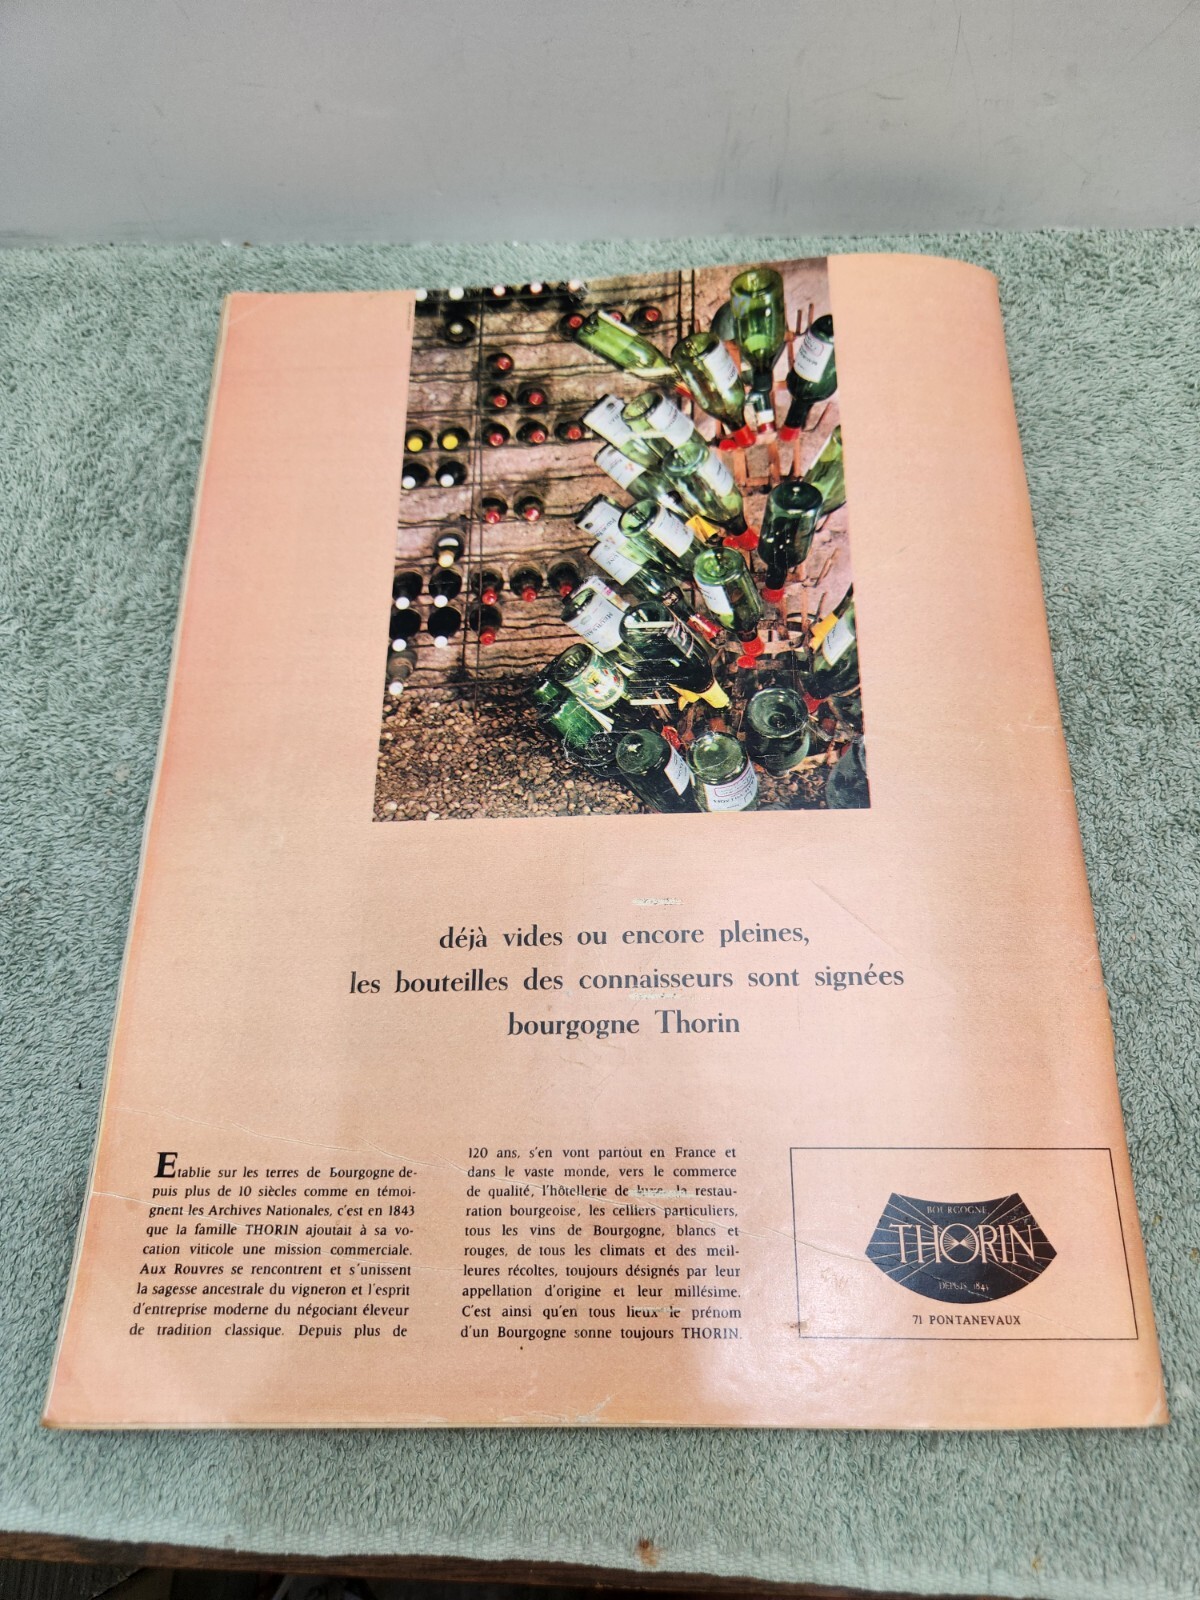 déjà vides ou encore pleines,
les bouteilles des connaisseurs sont signées
bourgogne Thorin
Etablie sur les terres de Bourgogne de-
puis plus de 10 siècles comme en témoi-
gnent les Archives Nationales, c'est en 1843
que la famille THORIN ajoutait à sa vo-
cation viticole une mission commerciale.
Aux Rouvres se rencontrent et s'unissent
la sagesse ancestrale du vigneron et l'esprit
d'entreprise moderne du négociant éleveur
de tradition classique. Depuis plus de
120 ans, s'en vont partout en France et
dans le vaste monde, vers le commerce
de qualité, l'hôtellerie de luxe, la restau-
ration bourgeoise, les celliers particuliers,
tous les vins de Bourgogne, blancs et
rouges, de tous les climats et des meil-
leures récoltes, toujours désignés par leur
appellation d'origine et leur millésime.
C'est ainsi qu'en tous lieux le prénom
d'un Bourgogne sonne toujours THORIN.
BOURGOGNE
THORIN
DEPUIS 1843
71 PONTANEVAUX